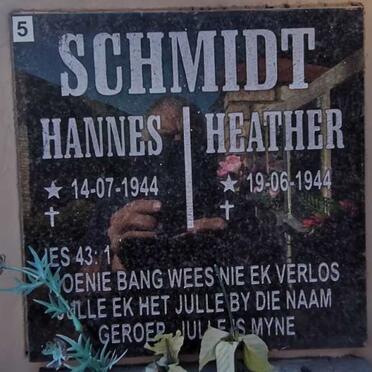 5
SCHMIDT
HANNES HEATHER
14-07-1944 19-06-1944
JES 43: 1
MOENIE BANG WEES NIE EK VERLOS
JULLE EK HET JULLE BY DIE NAAM
GEROEP, JULLE IS MYNE